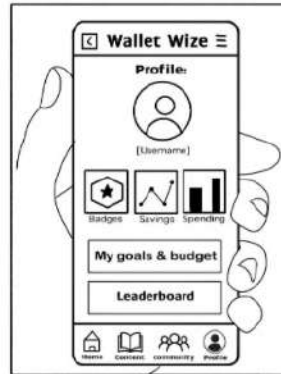 Wallet Wize
Profile:
[Username]
Badges Savings Spending
My goals & budget
Leaderboard
Home Content community Profile